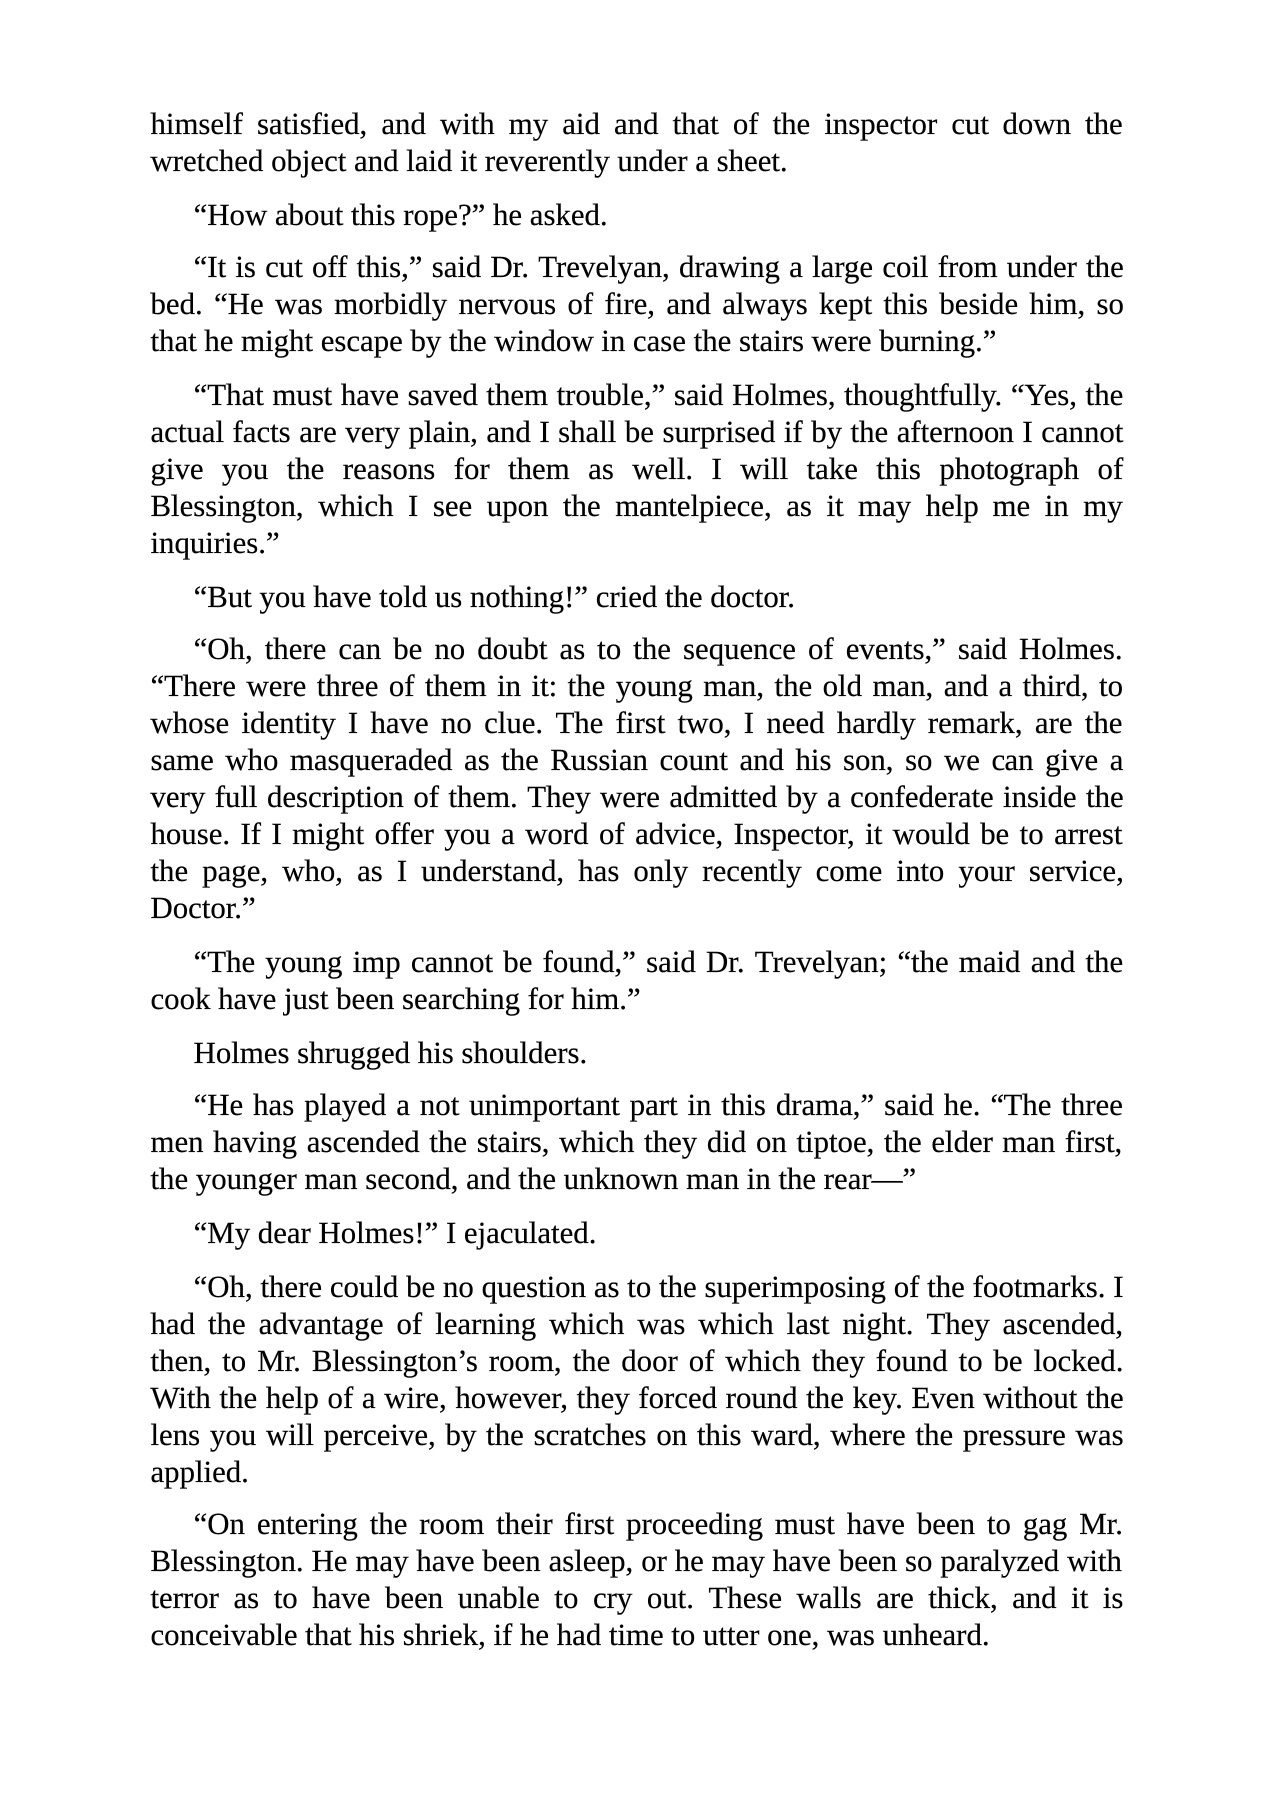 himself satisfied, and with my aid and that of the inspector cut down the
wretched object and laid it reverently under a sheet.
“How about this rope?” he asked.
“It is cut off this,” said Dr. Trevelyan, drawing a large coil from under the
bed. “He was morbidly nervous of fire, and always kept this beside him, so
that he might escape by the window in case the stairs were burning.”
“That must have saved them trouble,” said Holmes, thoughtfully. “Yes, the
actual facts are very plain, and I shall be surprised if by the afternoon I cannot
give you the reasons for them as well. I will take this photograph of
Blessington, which I see upon the mantelpiece, as it may help me in my
inquiries.”
“But you have told us nothing!” cried the doctor.
“Oh, there can be no doubt as to the sequence of events,” said Holmes.
“There were three of them in it: the young man, the old man, and a third, to
whose identity I have no clue. The first two, I need hardly remark, are the
same who masqueraded as the Russian count and his son, so we can give a
very full description of them. They were admitted by a confederate inside the
house. If I might offer you a word of advice, Inspector, it would be to arrest
the page, who, as I understand, has only recently come into your service,
Doctor.”
“The young imp cannot be found,” said Dr. Trevelyan; “the maid and the
cook have just been searching for him.”
Holmes shrugged his shoulders.
“He has played a not unimportant part in this drama,” said he. “The three
men having ascended the stairs, which they did on tiptoe, the elder man first,
the younger man second, and the unknown man in the rear—”
“My dear Holmes!” I ejaculated.
“Oh, there could be no question as to the superimposing of the footmarks. I
had the advantage of learning which was which last night. They ascended,
then, to Mr. Blessington’s room, the door of which they found to be locked.
With the help of a wire, however, they forced round the key. Even without the
lens you will perceive, by the scratches on this ward, where the pressure was
applied.
“On entering the room their first proceeding must have been to gag Mr.
Blessington. He may have been asleep, or he may have been so paralyzed with
terror as to have been unable to cry out. These walls are thick, and it is
conceivable that his shriek, if he had time to utter one, was unheard.